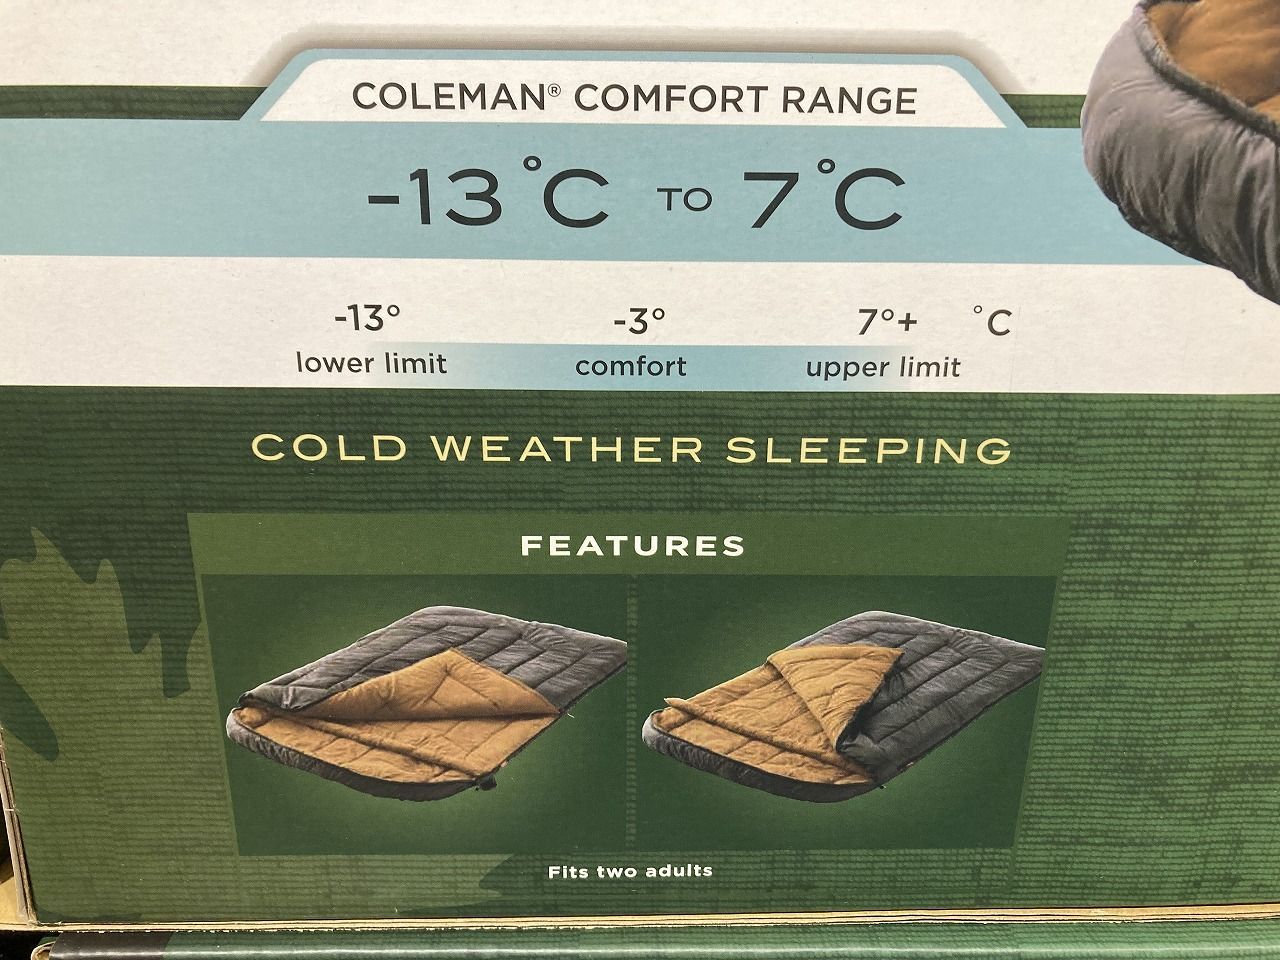 COLEMAN® COMFORT RANGE
-13°C TO 7°C
-13° -3° 7°+ °C
lower limit comfort upper limit
COLD WEATHER SLEEPING
FEATURES
Fits two adults